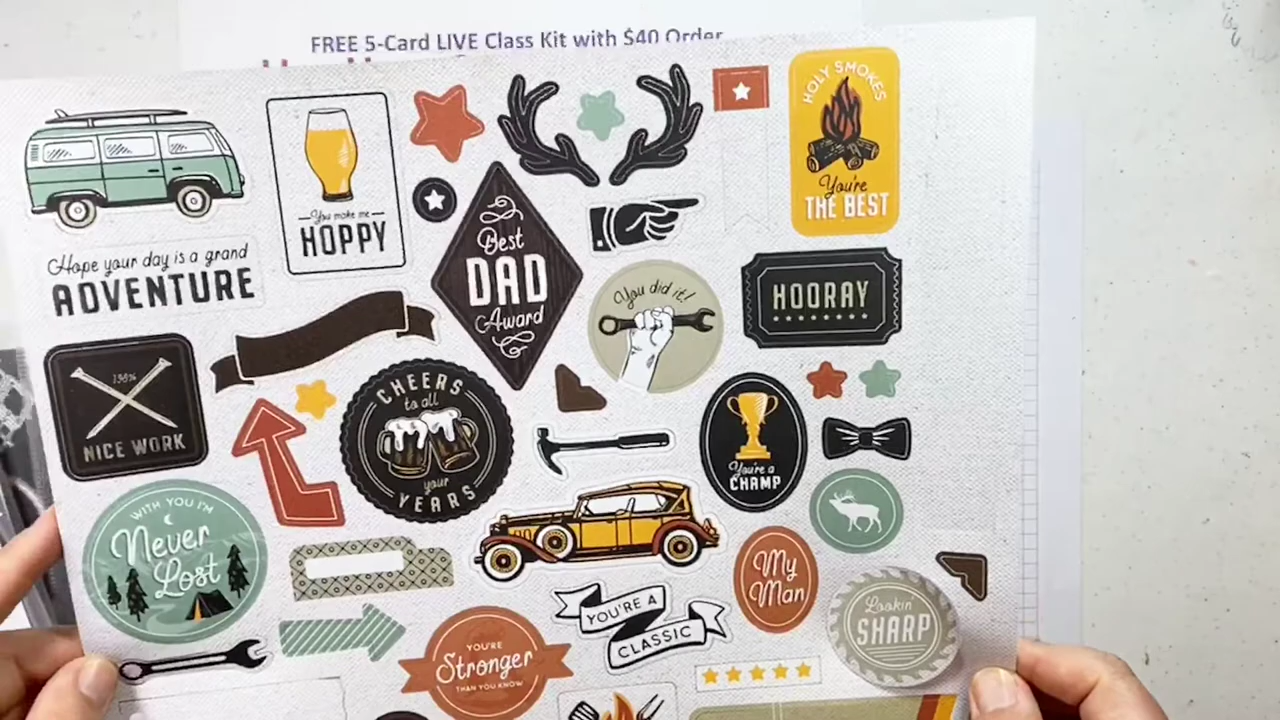 FREE 5-Card LIVE Class Kit with $40 Order
HOLY SMOKES
You're
THE BEST
You make me
HOPPY
Best
DAD
Award
Hope your day is a grand
ADVENTURE
You did it!
HOORAY
NICE WORK
CHEERS
to all
your
YEARS
You're a
CHAMP
WITH YOU I'M
Never
Lost
My
Man
YOU'RE A
CLASSIC
Lookin'
SHARP
YOU'RE
Stronger
THAN YOU KNOW